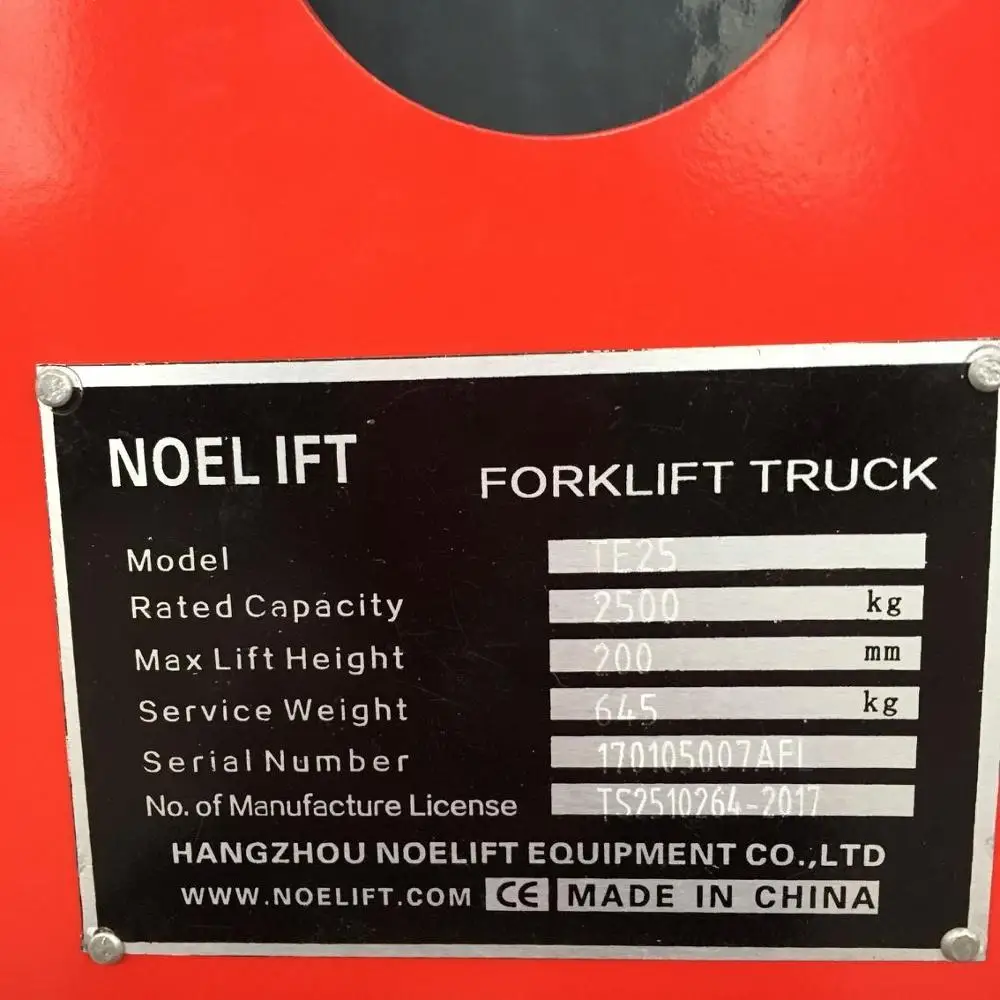 NOELIFT FORKLIFT TRUCK
Model TE25
Rated Capacity 2500 kg
Max Lift Height 200 mm
Service Weight 645 kg
Serial Number 170105007AFL
No. of Manufacture License TS2510264-2017
HANGZHOU NOELIFT EQUIPMENT CO.,LTD
WWW.NOELIFT.COM CE MADE IN CHINA